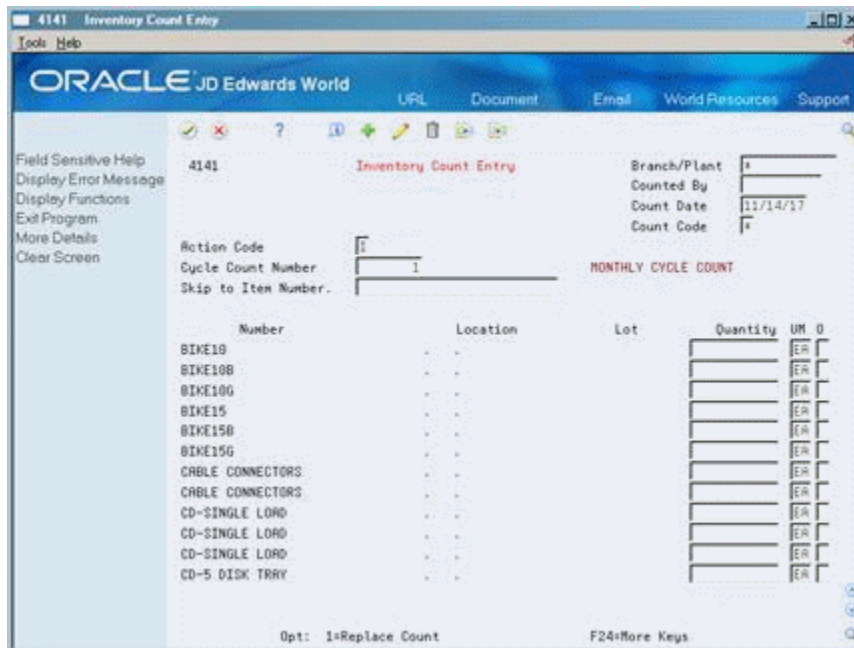 4141 Inventory Count Entry
Tools Help
ORACLE JD Edwards World
URL Document Email World Resources Support
Field Sensitive Help
Display Error Message
Display Functions
Exit Program
More Details
Clear Screen
4141 Inventory Count Entry Branch/Plant *
Counted By
Count Date 11/14/17
Count Code *
Action Code I
Cycle Count Number 1 MONTHLY CYCLE COUNT
Skip to Item Number.
Number Location Lot Quantity UM O
BIKE10 . . EA
BIKE10B . . EA
BIKE10G . . EA
BIKE15 . . EA
BIKE15B . . EA
BIKE15G . . EA
CABLE CONNECTORS . . EA
CABLE CONNECTORS . . EA
CD-SINGLE LOAD . . EA
CD-SINGLE LOAD . . EA
CD-SINGLE LOAD . . EA
CD-5 DISK TRAY . . EA
Opt: 1=Replace Count F24=More Keys